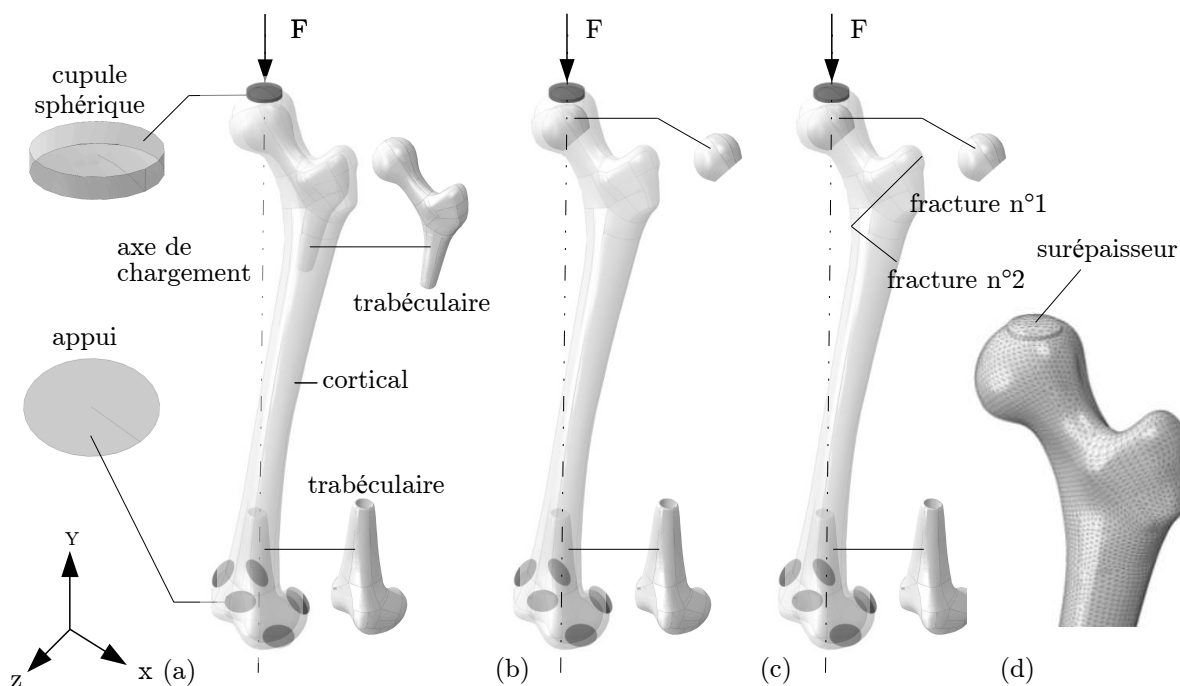 F
F
F
cupule
sphérique
axe de
chargement
trabéculaire
fracture n°1
fracture n°2
surépaisseur
appui
cortical
trabéculaire
Y
Z
x
(a)
(b)
(c)
(d)